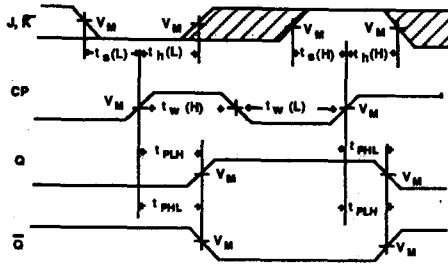 J, K̅ V_M V_M V_M V_M
t_s(L) t_h(L) t_s(H) t_h(H)
CP V_M t_w(H) t_w(L) V_M
t_PLH t_PHL
Q V_M V_M
t_PHL t_PLH
Q̅ V_M V_M